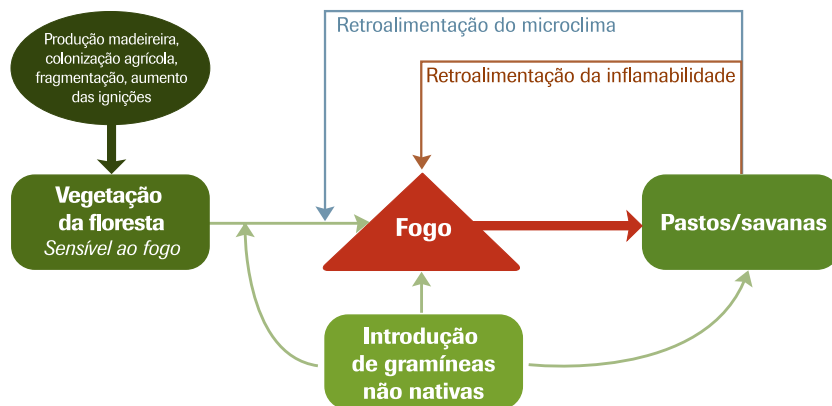 Produção madeireira,
colonização agrícola,
fragmentação, aumento
das ignições
Retroalimentação do microclima
Retroalimentação da inflamabilidade
Vegetação
da floresta
Sensível ao fogo
Fogo
Pastos/savanas
Introdução
de gramíneas
não nativas